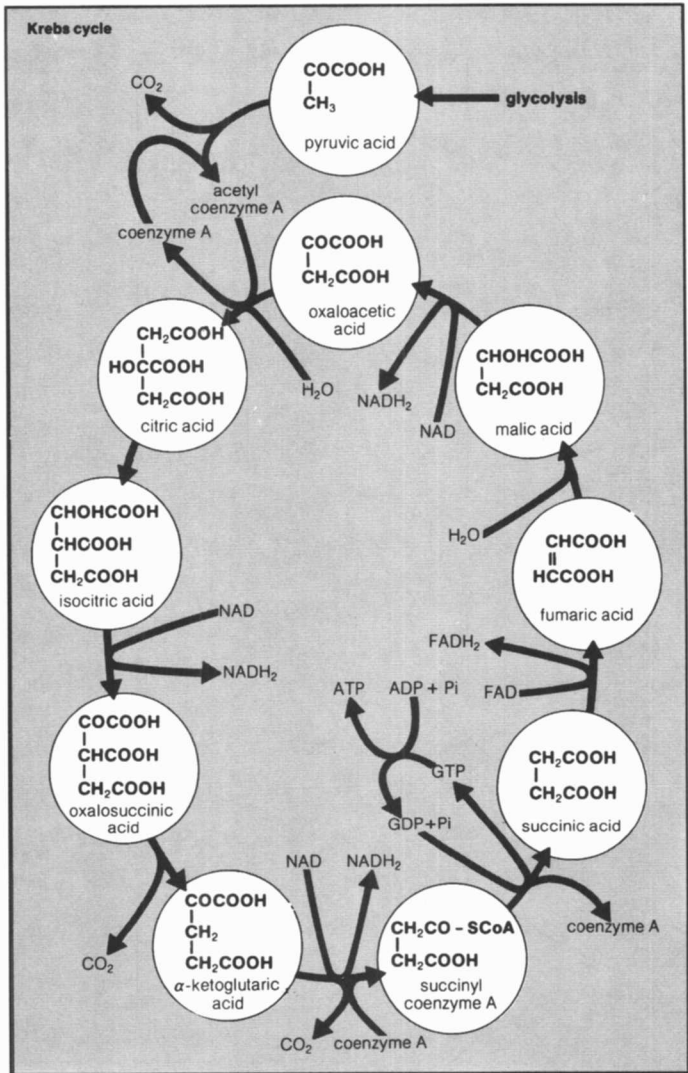 Krebs cycle
COCOOH
CH₃
pyruvic acid
glycolysis
CO₂
acetyl
coenzyme A
coenzyme A
COCOOH
CH₂COOH
oxaloacetic
acid
CH₂COOH
HOCCOOH
CH₂COOH
citric acid
H₂O
NADH₂
NAD
CHOHCOOH
CH₂COOH
malic acid
CHOHCOOH
CHCOOH
CH₂COOH
isocitric acid
H₂O
CHCOOH
HCCOOH
fumaric acid
NAD
NADH₂
FADH₂
FAD
ATP
ADP + Pi
GTP
GDP+Pi
COCOOH
CHCOOH
CH₂COOH
oxalosuccinic
acid
CH₂COOH
CH₂COOH
succinic acid
NAD
NADH₂
COCOOH
CH₂
CH₂COOH
α-ketoglutaric
acid
CO₂
CH₂CO – SCoA
CH₂COOH
succinyl
coenzyme A
coenzyme A
CO₂
coenzyme A